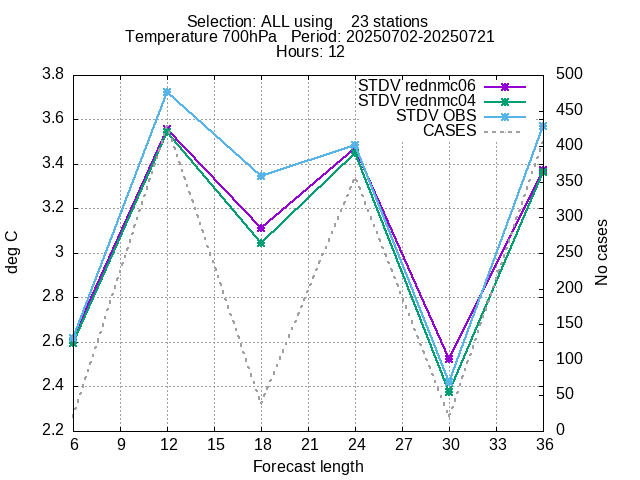 Selection: ALL using    23 stations
Temperature 700hPa   Period: 20250702-20250721
Hours: 12
STDV rednmc06
STDV rednmc04
STDV OBS
CASES
deg C
3.8
3.6
3.4
3.2
3
2.8
2.6
2.4
2.2
500
450
400
350
300
250
200
150
100
50
0
No cases
6 9 12 15 18 21 24 27 30 33 36
Forecast length